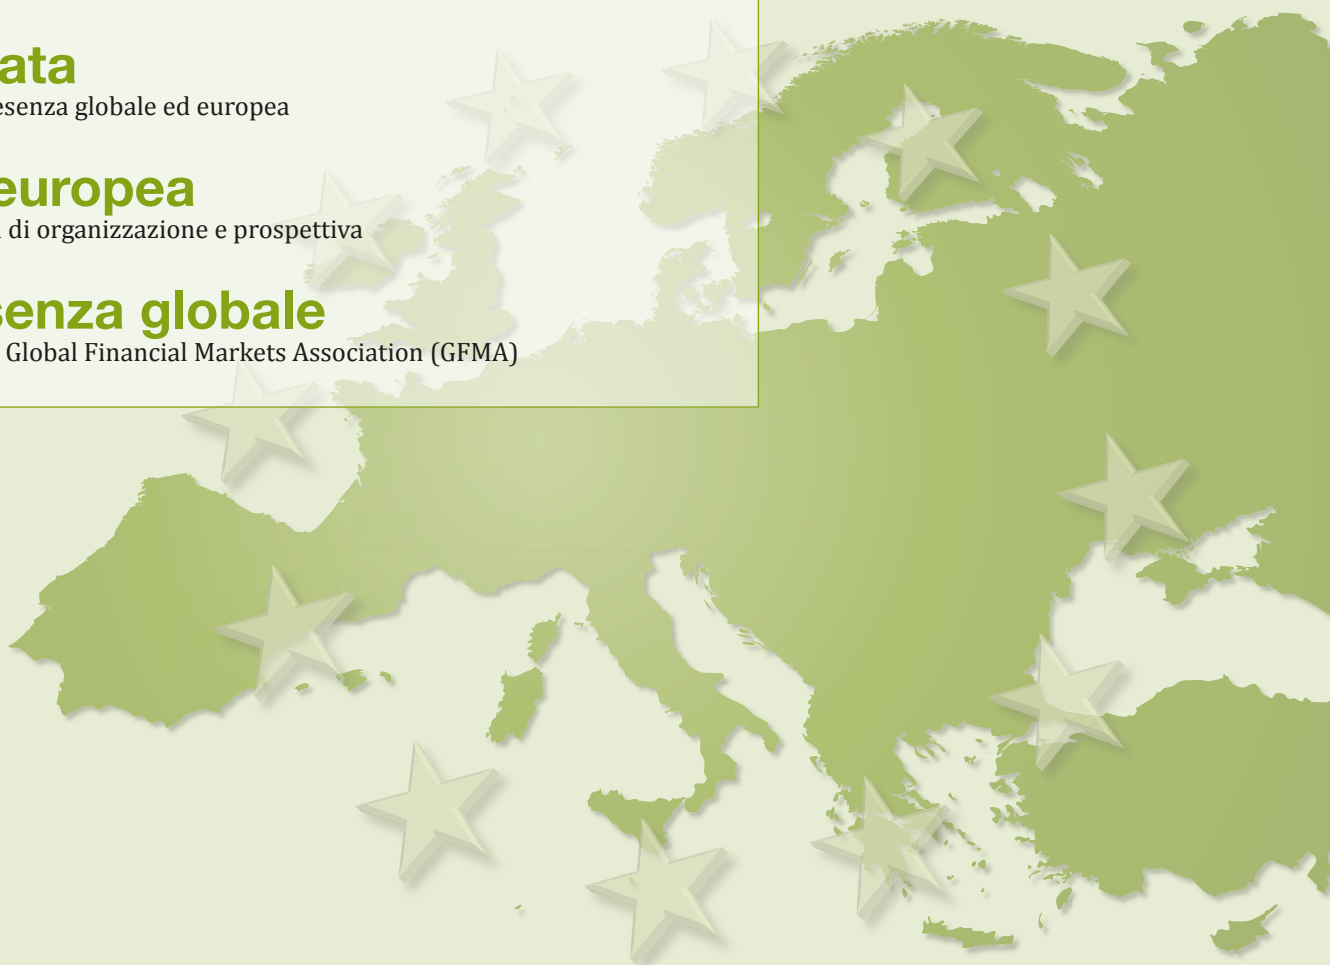 ata
esenza globale ed europea
europea
di organizzazione e prospettiva
senza globale
Global Financial Markets Association (GFMA)